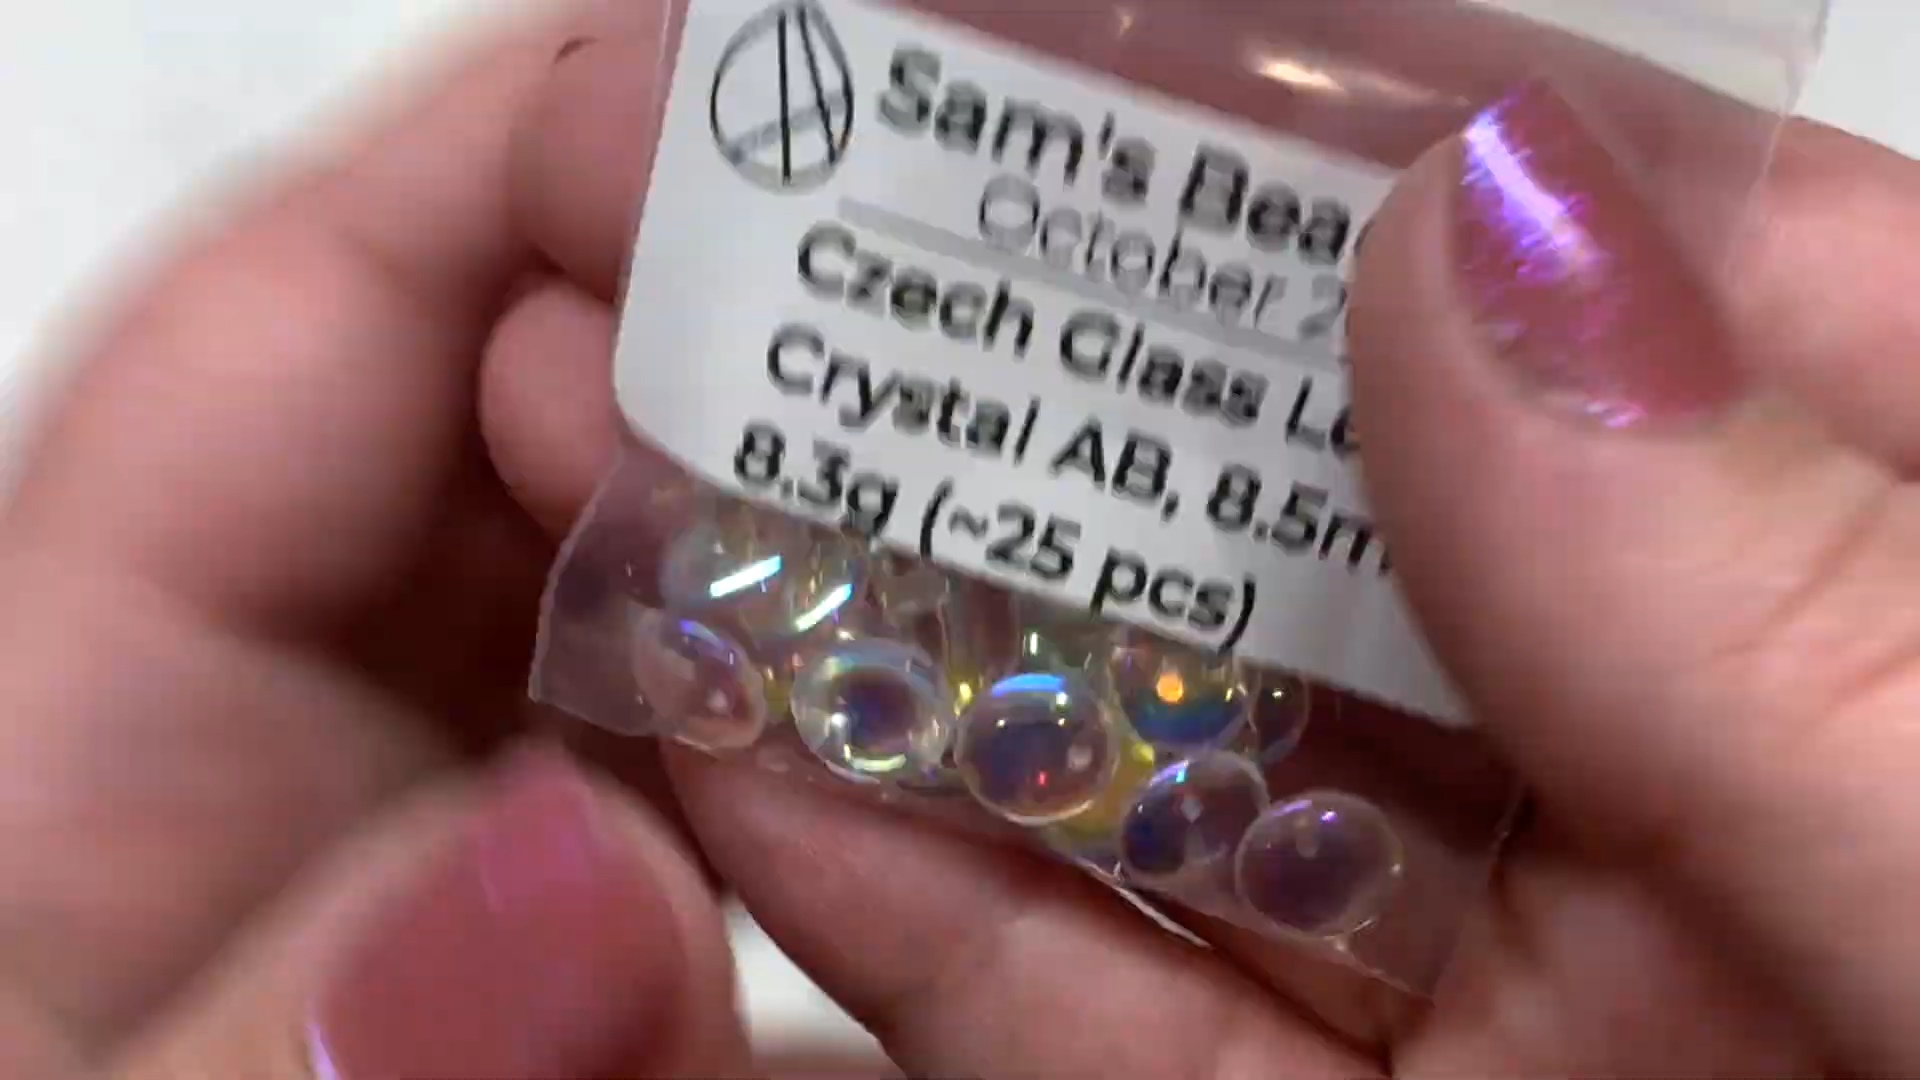 Sam's Bea
October 2
Czech Glass Le
Crystal AB, 8.5m
8.3g (~25 pcs)